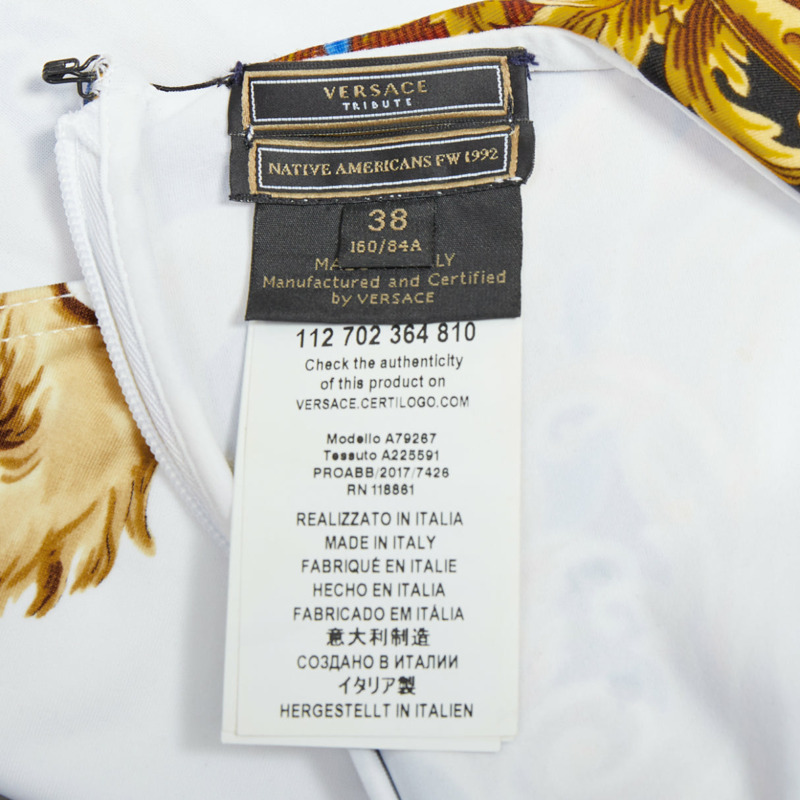 VERSACE
TRIBUTE
NATIVE AMERICANS FW 1992
38
160/84A
MA LY
Manufactured and Certified
by VERSACE
112 702 364 810
Check the authenticity
of this product on
VERSACE.CERTILOGO.COM
Modello A79267
Tessuto A225591
PROABB/2017/7426
RN 118861
REALIZZATO IN ITALIA
MADE IN ITALY
FABRIQUÉ EN ITALIE
HECHO EN ITALIA
FABRICADO EM ITÁLIA
意大利制造
СОЗДАНО В ИТАЛИИ
イタリア製
HERGESTELLT IN ITALIEN